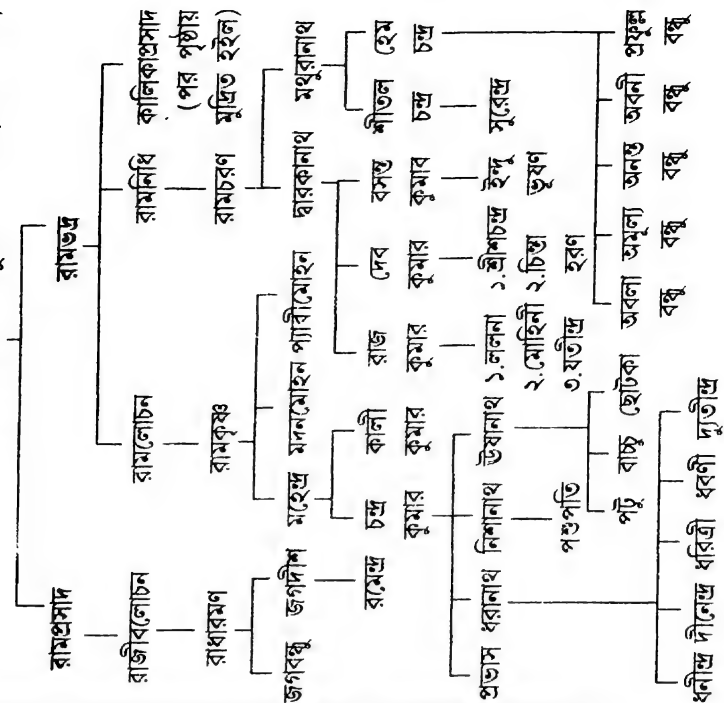 রামপ্রসাদ রামভদ্র
রাজীবলোচন রামলোচন রামনিধি কালিকাপ্রসাদ
(পর পৃষ্ঠায়
মুদ্রিত হইল)
রাধারমণ রামকৃষ্ণ রামচরণ
জগবন্ধু জগদীশ মহেন্দ্র মদনমোহন প্যারীমোহন দ্বারকানাথ মথুরানাথ
রমেন্দ্র চন্দ্র কালী রাজ দেব বসন্ত শীতল হেম
কুমার কুমার কুমার কুমার কুমার চন্দ্র চন্দ্র
প্রভাস ধরানাথ নিশানাথ ঊষানাথ ১.ললনা ১.শ্রীশচন্দ্র ইন্দু সুরেন্দ্র
২.মোহিনী ২.চিন্তা ভূষণ
৩.যতীন্দ্র হরণ
পশুপতি
পটু বাচ্চু ছোটকা অবলা অমূল্য অনন্ত অবনী প্রফুল্ল
বন্ধু বন্ধু বন্ধু বন্ধু বন্ধু
ধনীন্দ্র দীনেন্দ্র ধরিত্রী ধরণী দ্যুতীন্দ্র